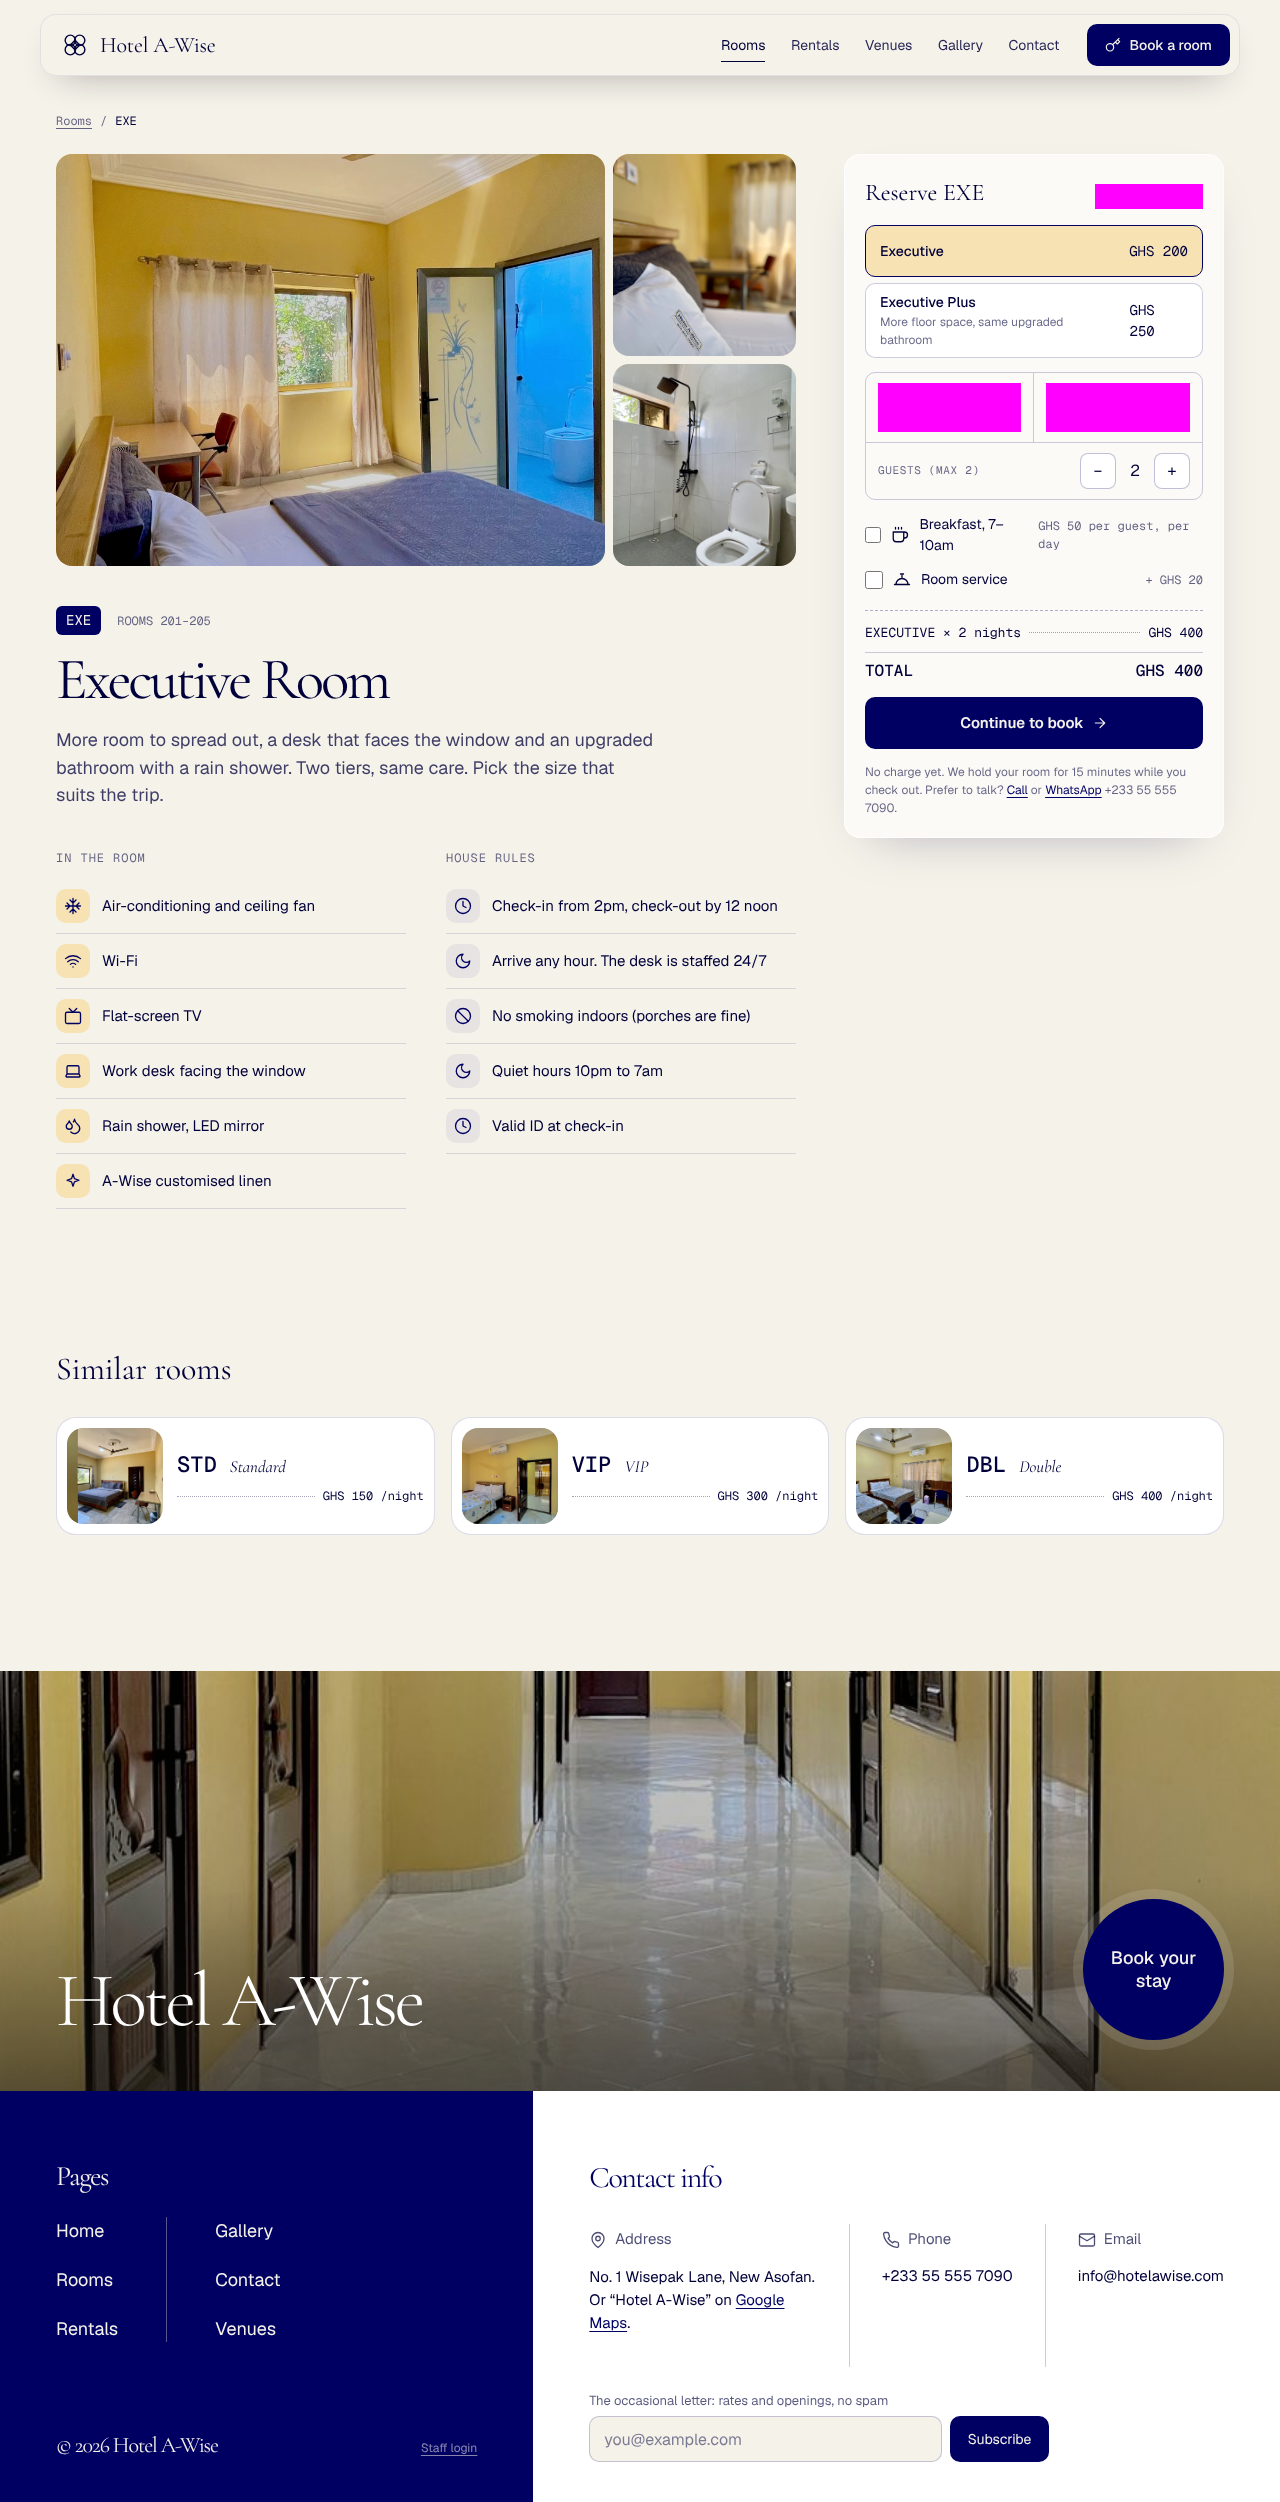 Hotel A-Wise
Rooms
Rentals
Venues
Gallery
Contact
Book a room
Rooms / EXE
Reserve EXE
Executive
GHS 200
Executive Plus
More floor space, same upgraded
bathroom
GHS
250
GUESTS (MAX 2)
−
2
+
Breakfast, 7–
10am
GHS 50 per guest, per
day
Room service
+ GHS 20
EXECUTIVE × 2 nights
GHS 400
TOTAL
GHS 400
Continue to book →
No charge yet. We hold your room for 15 minutes while you
check out. Prefer to talk? Call or WhatsApp +233 55 555
7090.
EXE
ROOMS 201–205
Executive Room
More room to spread out, a desk that faces the window and an upgraded
bathroom with a rain shower. Two tiers, same care. Pick the size that
suits the trip.
IN THE ROOM
Air-conditioning and ceiling fan
Wi-Fi
Flat-screen TV
Work desk facing the window
Rain shower, LED mirror
A-Wise customised linen
HOUSE RULES
Check-in from 2pm, check-out by 12 noon
Arrive any hour. The desk is staffed 24/7
No smoking indoors (porches are fine)
Quiet hours 10pm to 7am
Valid ID at check-in
Similar rooms
STD Standard
GHS 150 /night
VIP VIP
GHS 300 /night
DBL Double
GHS 400 /night
Hotel A-Wise
Book your
stay
Pages
Home
Rooms
Rentals
Gallery
Contact
Venues
© 2026 Hotel A-Wise
Staff login
Contact info
Address
No. 1 Wisepak Lane, New Asofan.
Or “Hotel A-Wise” on Google
Maps.
Phone
+233 55 555 7090
Email
info@hotelawise.com
The occasional letter: rates and openings, no spam
you@example.com
Subscribe